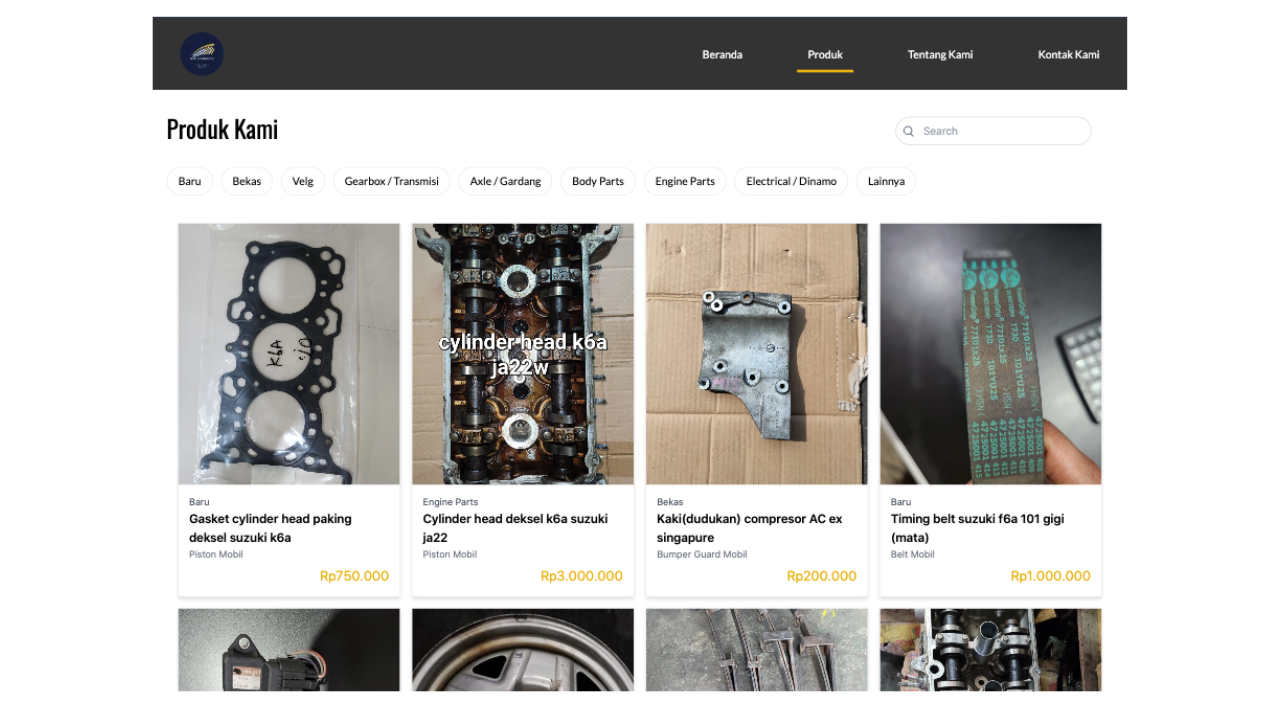 Beranda
Produk
Tentang Kami
Kontak Kami
Produk Kami
Search
Baru
Bekas
Velg
Gearbox / Transmisi
Axle / Gardang
Body Parts
Engine Parts
Electrical / Dinamo
Lainnya
K6A
cylinder head k6a
ja22w
77101x25
101YU25
Baru
Gasket cylinder head paking
deksel suzuki k6a
Piston Mobil
Rp750.000
Engine Parts
Cylinder head deksel k6a suzuki
ja22
Piston Mobil
Rp3.000.000
Bekas
Kaki(dudukan) compresor AC ex
singapure
Bumper Guard Mobil
Rp200.000
Baru
Timing belt suzuki f6a 101 gigi
(mata)
Belt Mobil
Rp1.000.000